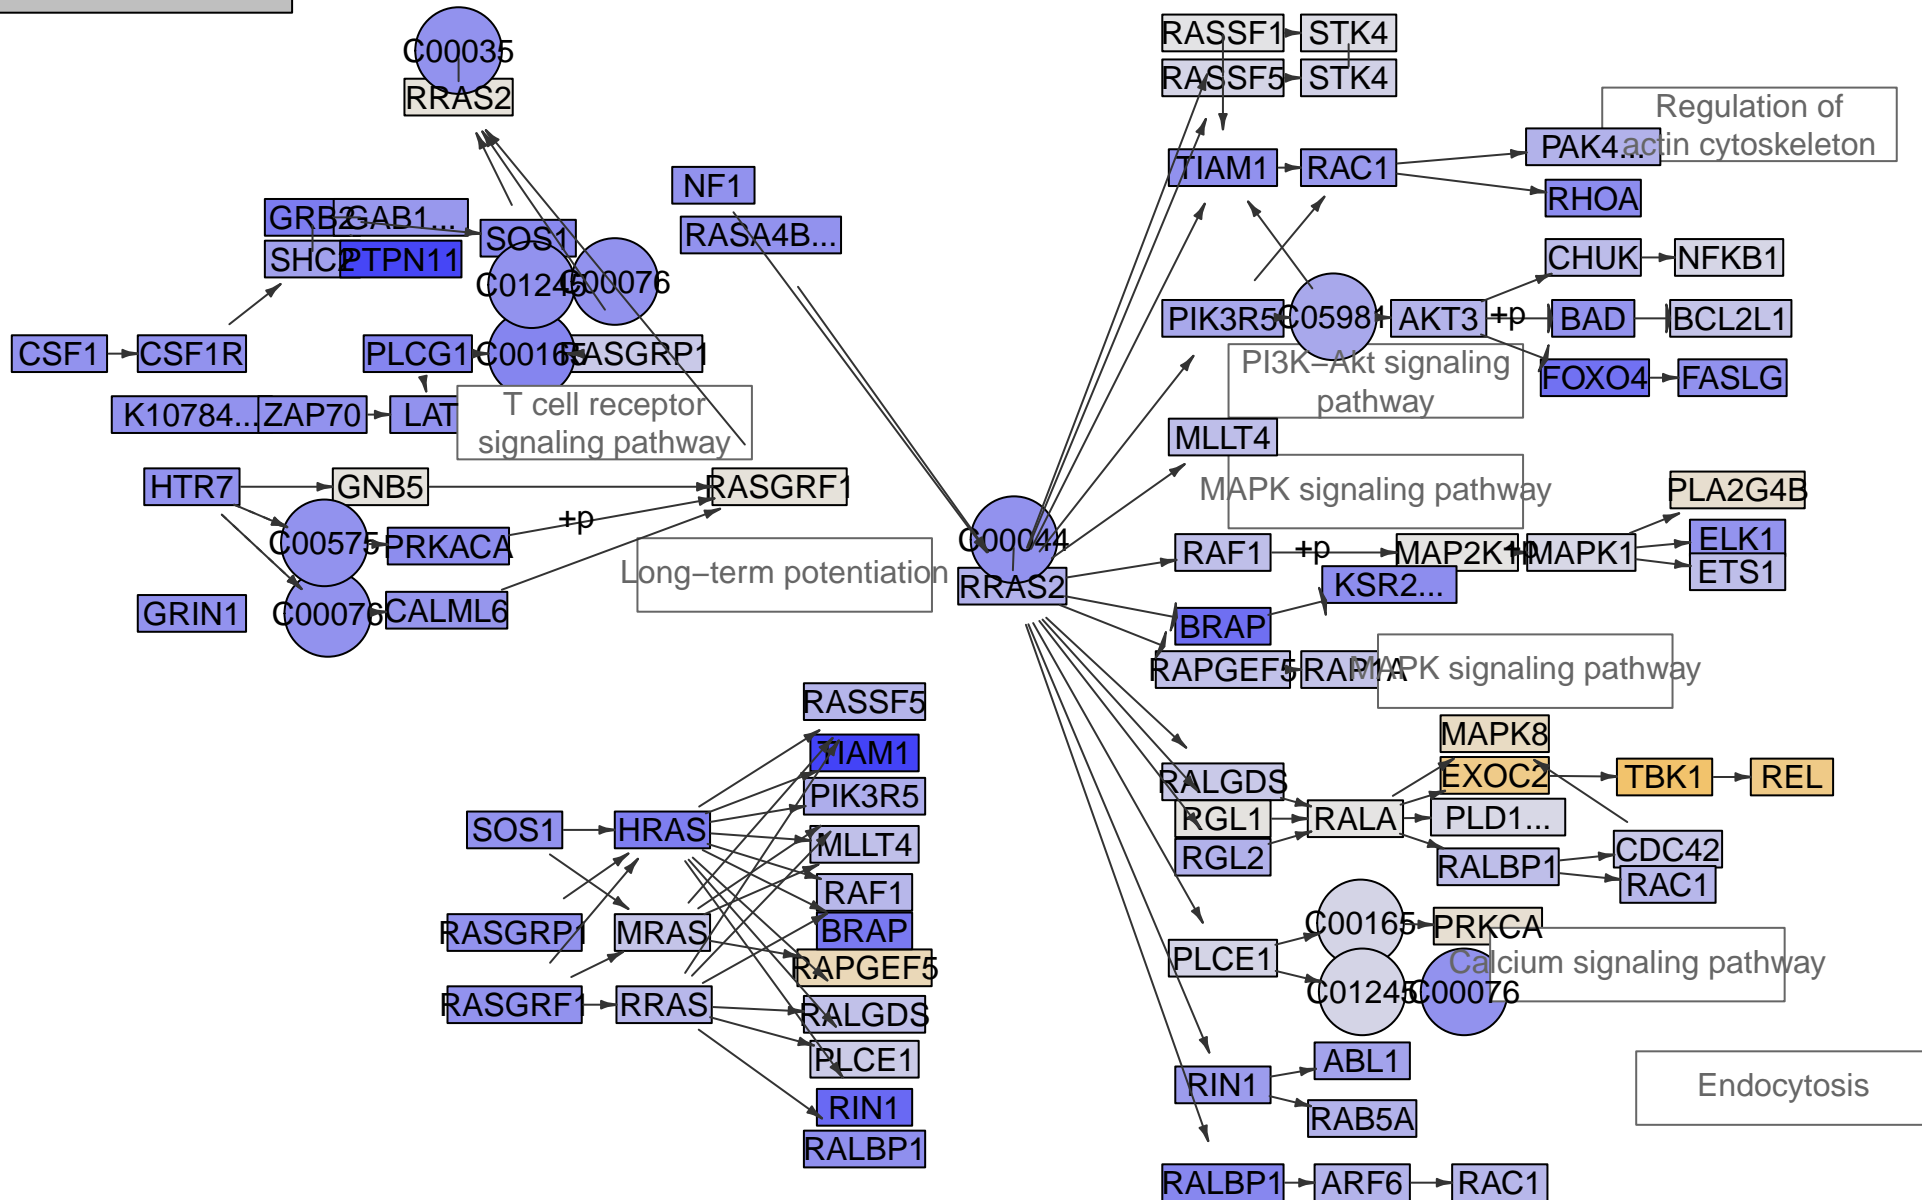 C00035
RRAS2
NF1
RASA4B...
GRB2
GAB1...
SOS1
SHC2
PTPN11
C01245
C00076
CSF1
CSF1R
PLCG1
C00165
RASGRP1
K10784...
ZAP70
LAT
T cell receptor
signaling pathway
HTR7
GNB5
RASGRF1
C00575
PRKACA
+p
GRIN1
C00076
CALML6
Long−term potentiation
C00044
RRAS2
RASSF1
STK4
RASSF5
STK4
Regulation of
actin cytoskeleton
TIAM1
RAC1
PAK4...
RHOA
CHUK
NFKB1
PIK3R5
C05981
AKT3
+p
BAD
BCL2L1
PI3K−Akt signaling
pathway
FOXO4
FASLG
MLLT4
MAPK signaling pathway
PLA2G4B
RAF1
+p
MAP2K1
+p
MAPK1
ELK1
ETS1
KSR2...
BRAP
RAPGEF5
RAP1A
MAPK signaling pathway
MAPK8
RALGDS
EXOC2
TBK1
REL
RGL1
RALA
PLD1...
RGL2
RALBP1
CDC42
RAC1
C00165
PRKCA
PLCE1
Calcium signaling pathway
C01245
C00076
RIN1
ABL1
RAB5A
Endocytosis
RALBP1
ARF6
RAC1
RASSF5
TIAM1
PIK3R5
SOS1
HRAS
MLLT4
RAF1
RASGRP1
MRAS
BRAP
RAPGEF5
RASGRF1
RRAS
RALGDS
PLCE1
RIN1
RALBP1